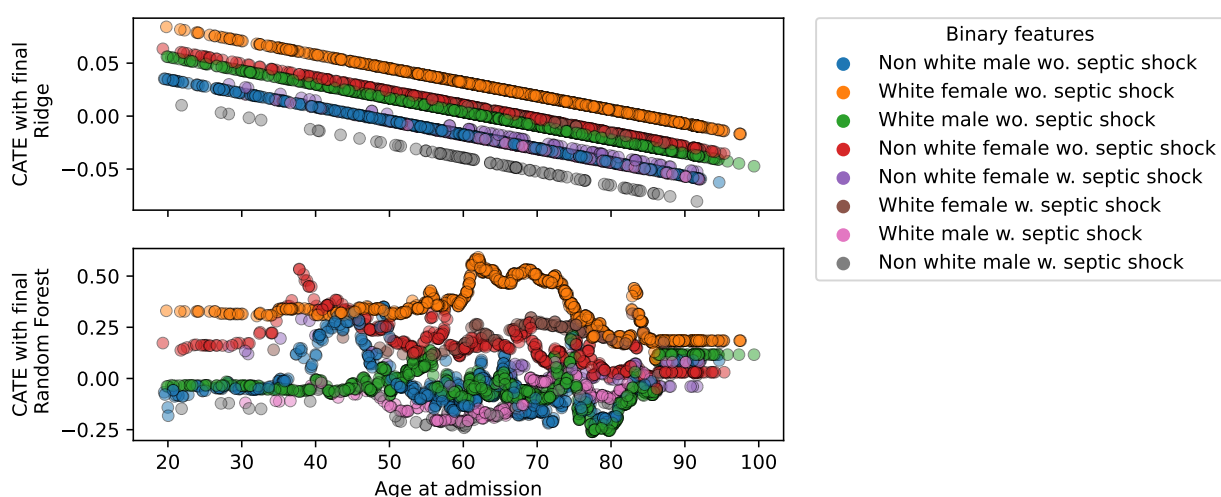 CATE with final
Ridge
0.05
0.00
−0.05
CATE with final
Random Forest
0.50
0.25
0.00
−0.25
20 30 40 50 60 70 80 90 100
Age at admission
Binary features
Non white male wo. septic shock
White female wo. septic shock
White male wo. septic shock
Non white female wo. septic shock
Non white female w. septic shock
White female w. septic shock
White male w. septic shock
Non white male w. septic shock